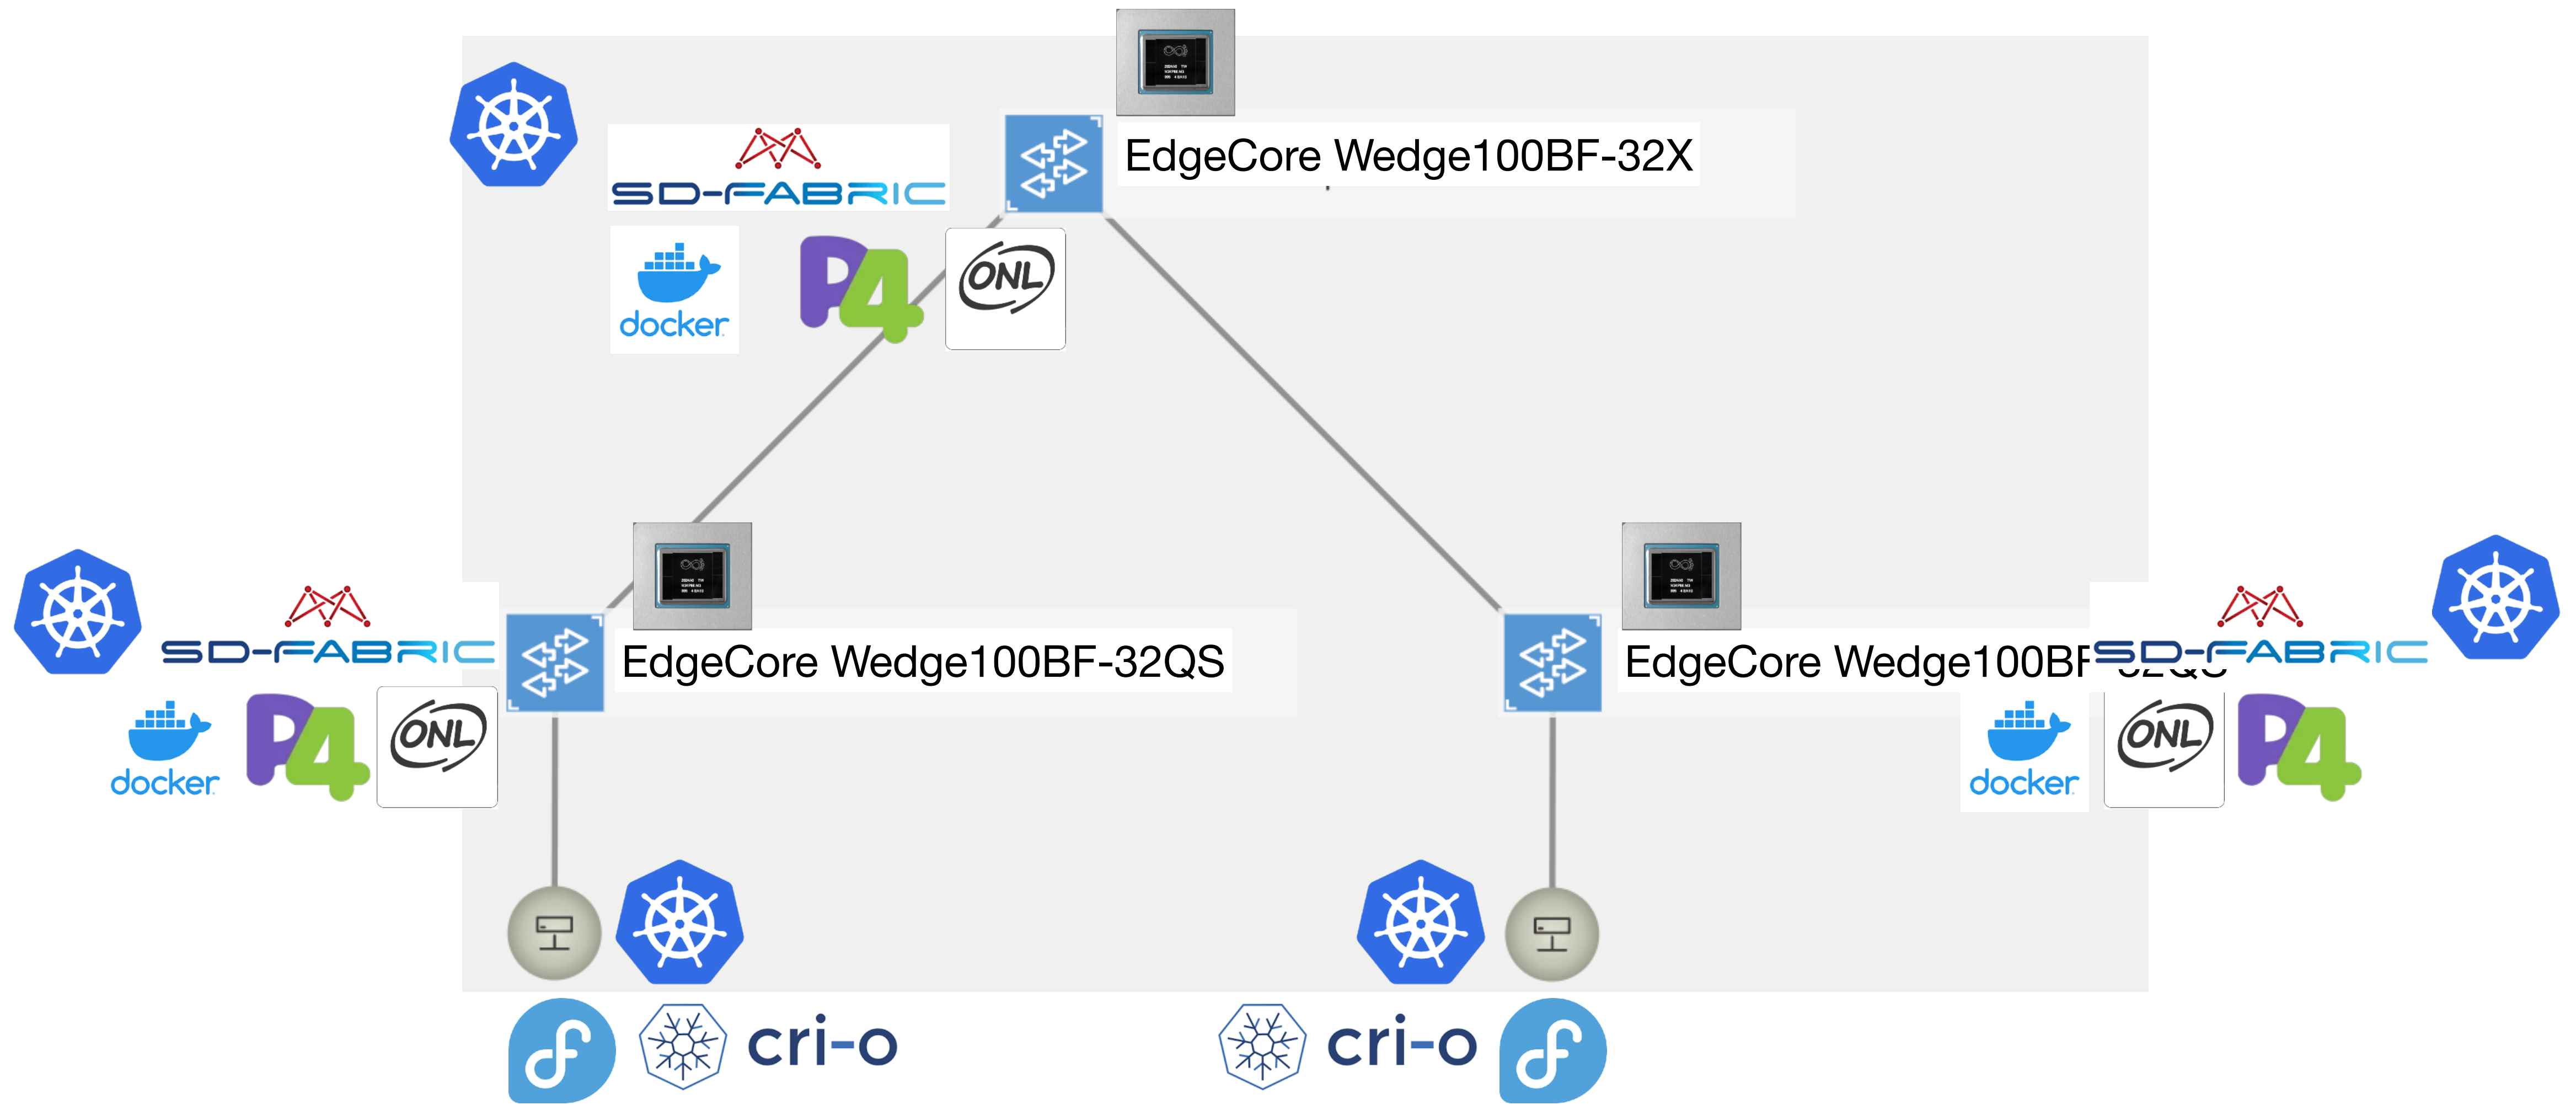 EdgeCore Wedge100BF-32X
SD-FABRIC
docker
P4
ONL
SD-FABRIC
EdgeCore Wedge100BF-32QS
EdgeCore Wedge100BF-32QS
SD-FABRIC
docker
P4
ONL
docker
ONL
P4
cri-o
cri-o